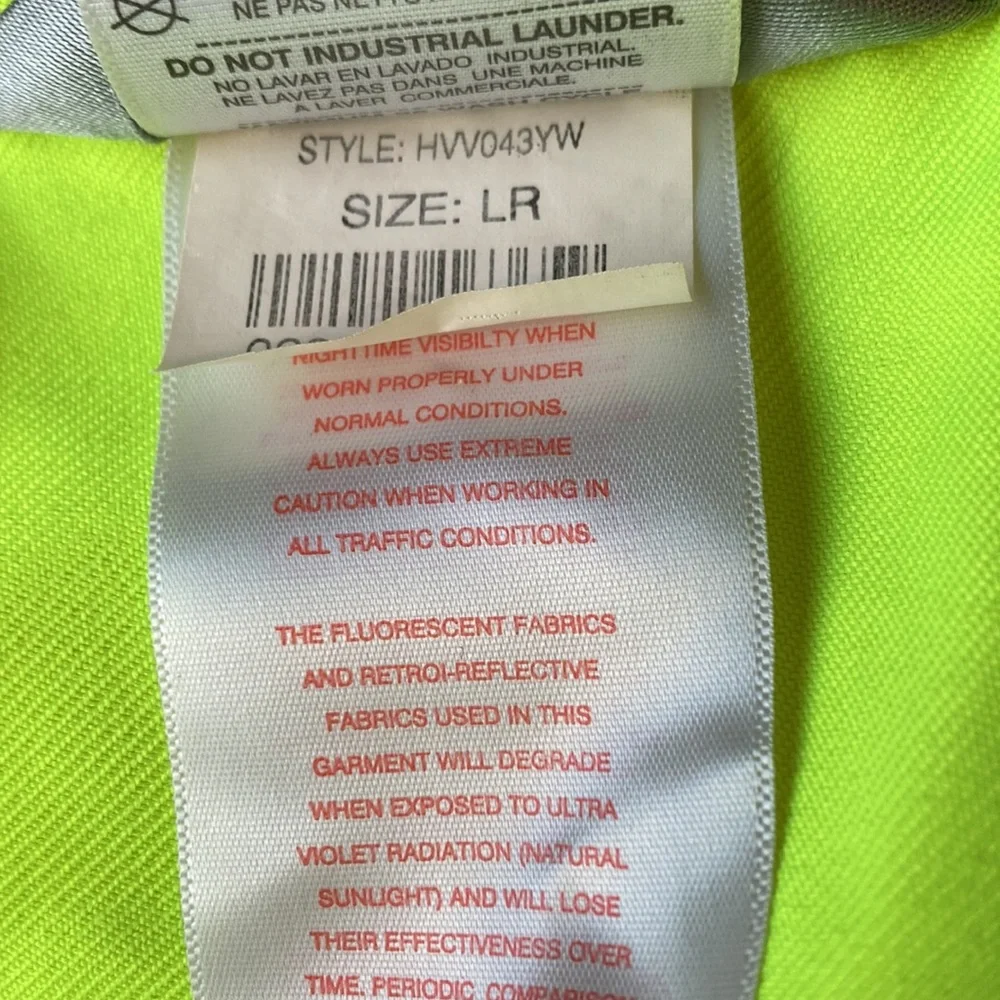 NE PAS
DO NOT INDUSTRIAL LAUNDER.
NO LAVAR EN LAVADO INDUSTRIAL.
NE LAVEZ PAS DANS UNE MACHINE
A LAVER COMMERCIALE.
STYLE: HVV043YW
SIZE: LR
NIGHTTIME VISIBILTY WHEN
WORN PROPERLY UNDER
NORMAL CONDITIONS.
ALWAYS USE EXTREME
CAUTION WHEN WORKING IN
ALL TRAFFIC CONDITIONS.
THE FLUORESCENT FABRICS
AND RETROI-REFLECTIVE
FABRICS USED IN THIS
GARMENT WILL DEGRADE
WHEN EXPOSED TO ULTRA
VIOLET RADIATION (NATURAL
SUNLIGHT) AND WILL LOSE
THEIR EFFECTIVENESS OVER
TIME. PERIODIC